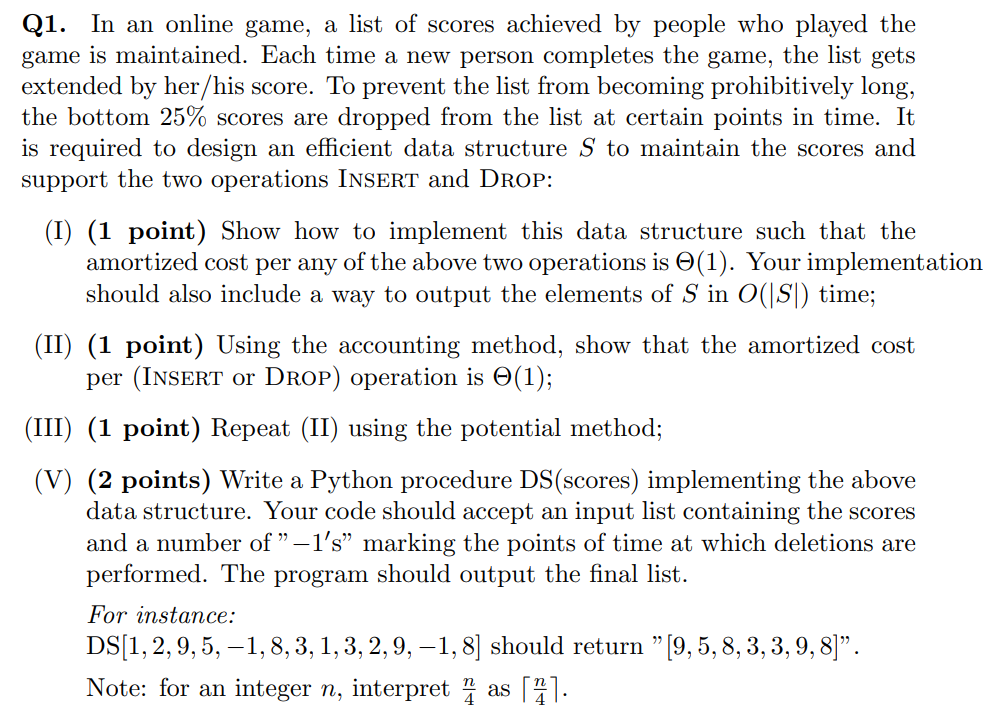 Q1. In an online game, a list of scores achieved by people who played the
game is maintained. Each time a new person completes the game, the list gets
extended by her/his score. To prevent the list from becoming prohibitively long,
the bottom 25% scores are dropped from the list at certain points in time. It
is required to design an efficient data structure S to maintain the scores and
support the two operations INSERT and DROP:
(I) (1 point) Show how to implement this data structure such that the
amortized cost per any of the above two operations is Θ(1). Your implementation
should also include a way to output the elements of S in O(|S|) time;
(II) (1 point) Using the accounting method, show that the amortized cost
per (INSERT or DROP) operation is Θ(1);
(III) (1 point) Repeat (II) using the potential method;
(V) (2 points) Write a Python procedure DS(scores) implementing the above
data structure. Your code should accept an input list containing the scores
and a number of "−1′s" marking the points of time at which deletions are
performed. The program should output the final list.
For instance:
DS[1, 2, 9, 5, −1, 8, 3, 1, 3, 2, 9, −1, 8] should return "[9, 5, 8, 3, 3, 9, 8]".
Note: for an integer n, interpret n/4 as ⌈n/4⌉.